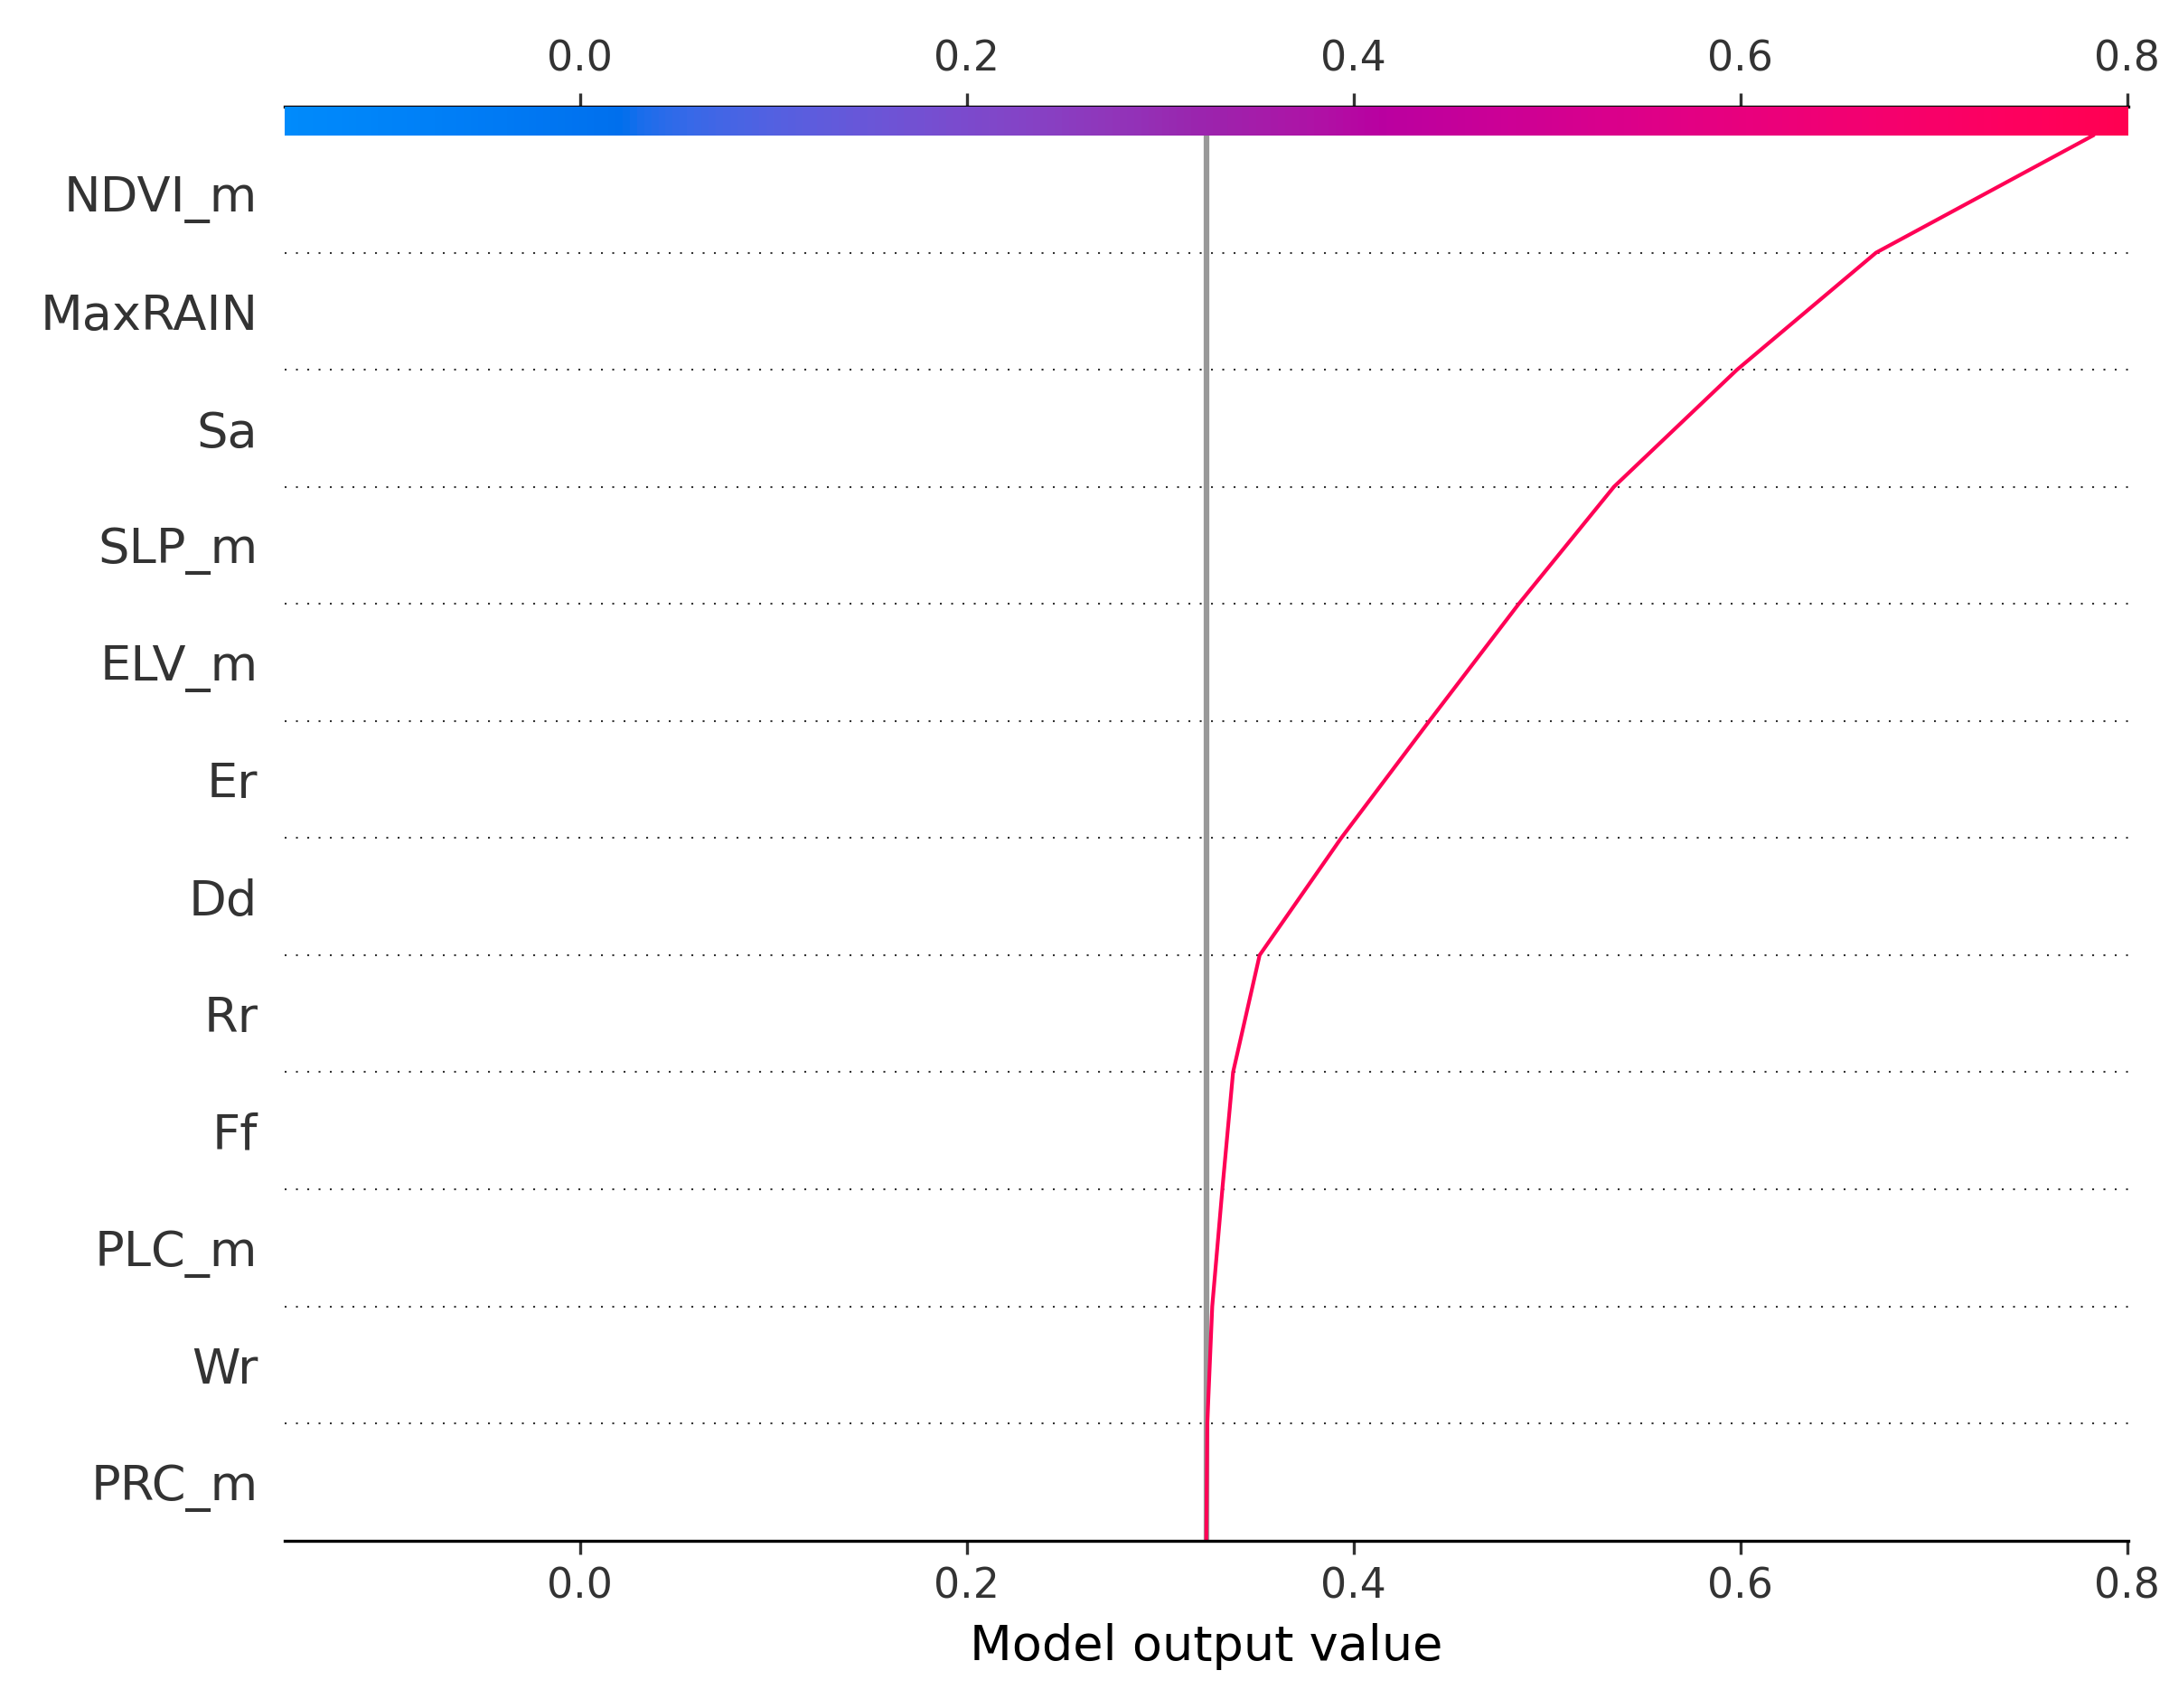 0.0 0.2 0.4 0.6 0.8
NDVI_m
MaxRAIN
Sa
SLP_m
ELV_m
Er
Dd
Rr
Ff
PLC_m
Wr
PRC_m
0.0 0.2 0.4 0.6 0.8
Model output value